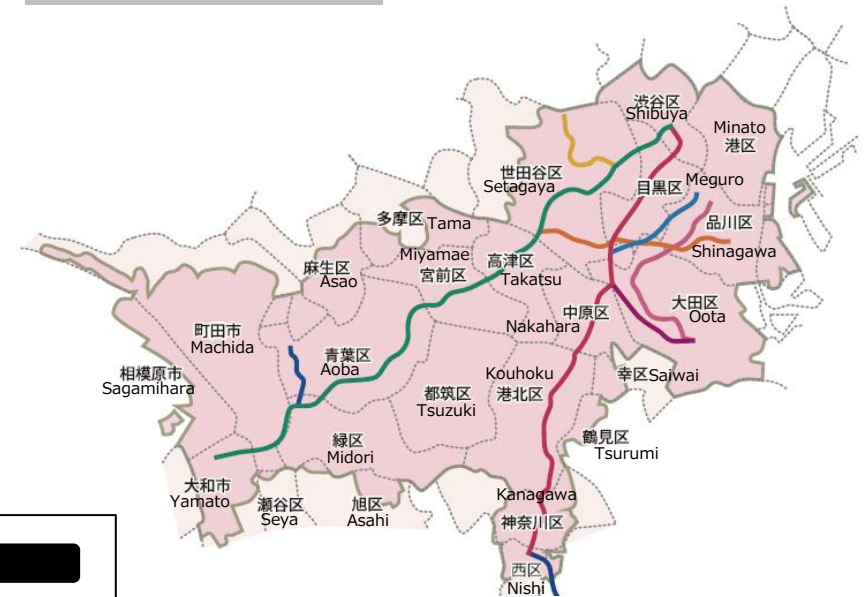 渋谷区
Shibuya
Minato
港区
世田谷区
Setagaya
目黒区
Meguro
品川区
Shinagawa
多摩区
Tama
Miyamae
宮前区
高津区
Takatsu
麻生区
Asao
大田区
Oota
中原区
Nakahara
町田市
Machida
青葉区
Aoba
相模原市
Sagamihara
Kouhoku
港北区
幸区
Saiwai
都筑区
Tsuzuki
鶴見区
Tsurumi
緑区
Midori
大和市
Yamato
瀬谷区
Seya
旭区
Asahi
Kanagawa
神奈川区
西区
Nishi